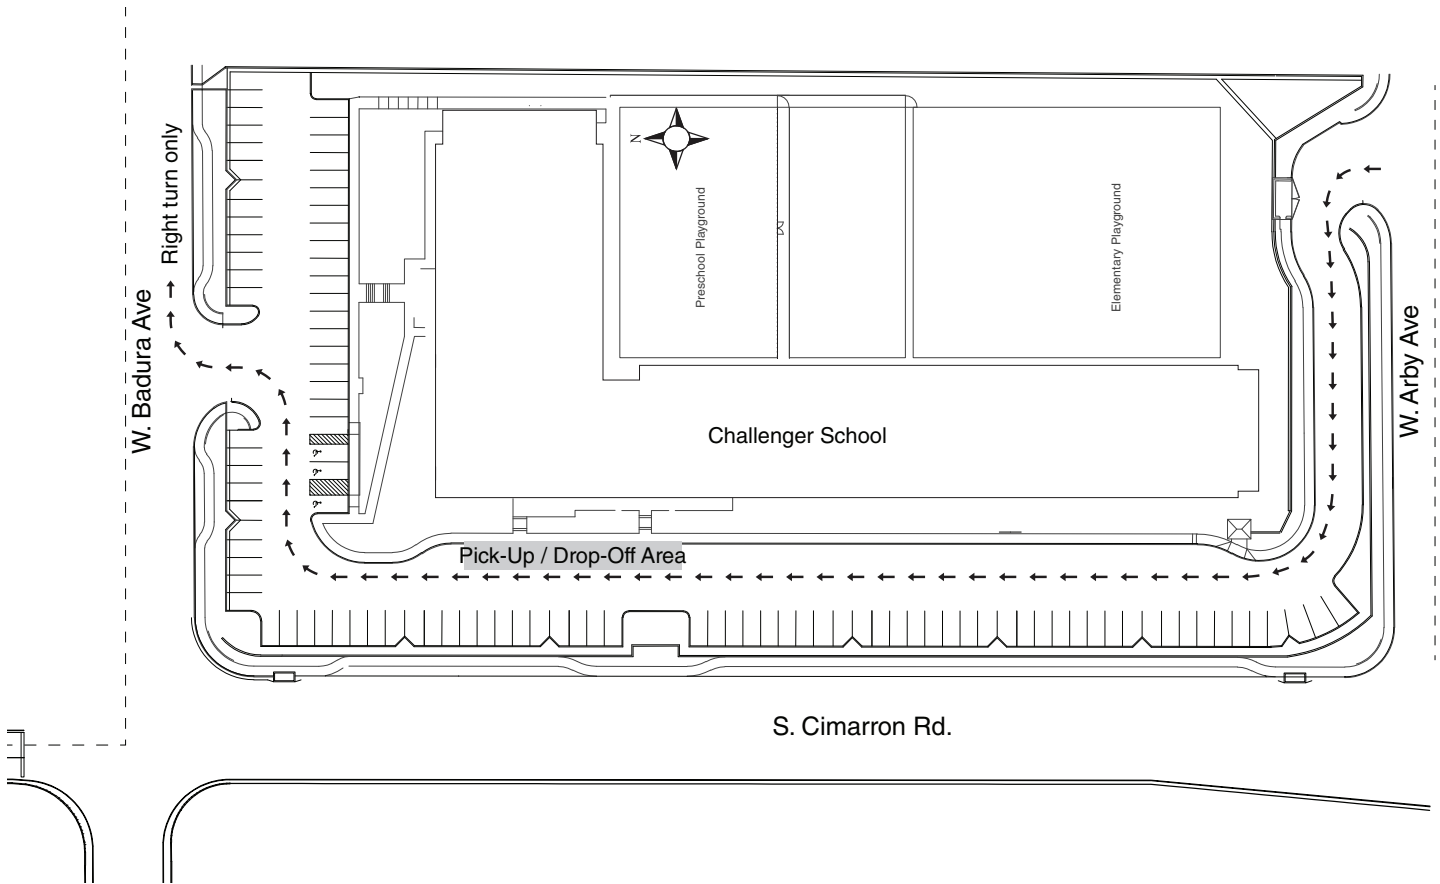 Right turn only
W. Badura Ave
N
Preschool Playground
Elementary Playground
W. Arby Ave
Challenger School
Pick-Up / Drop-Off Area
S. Cimarron Rd.